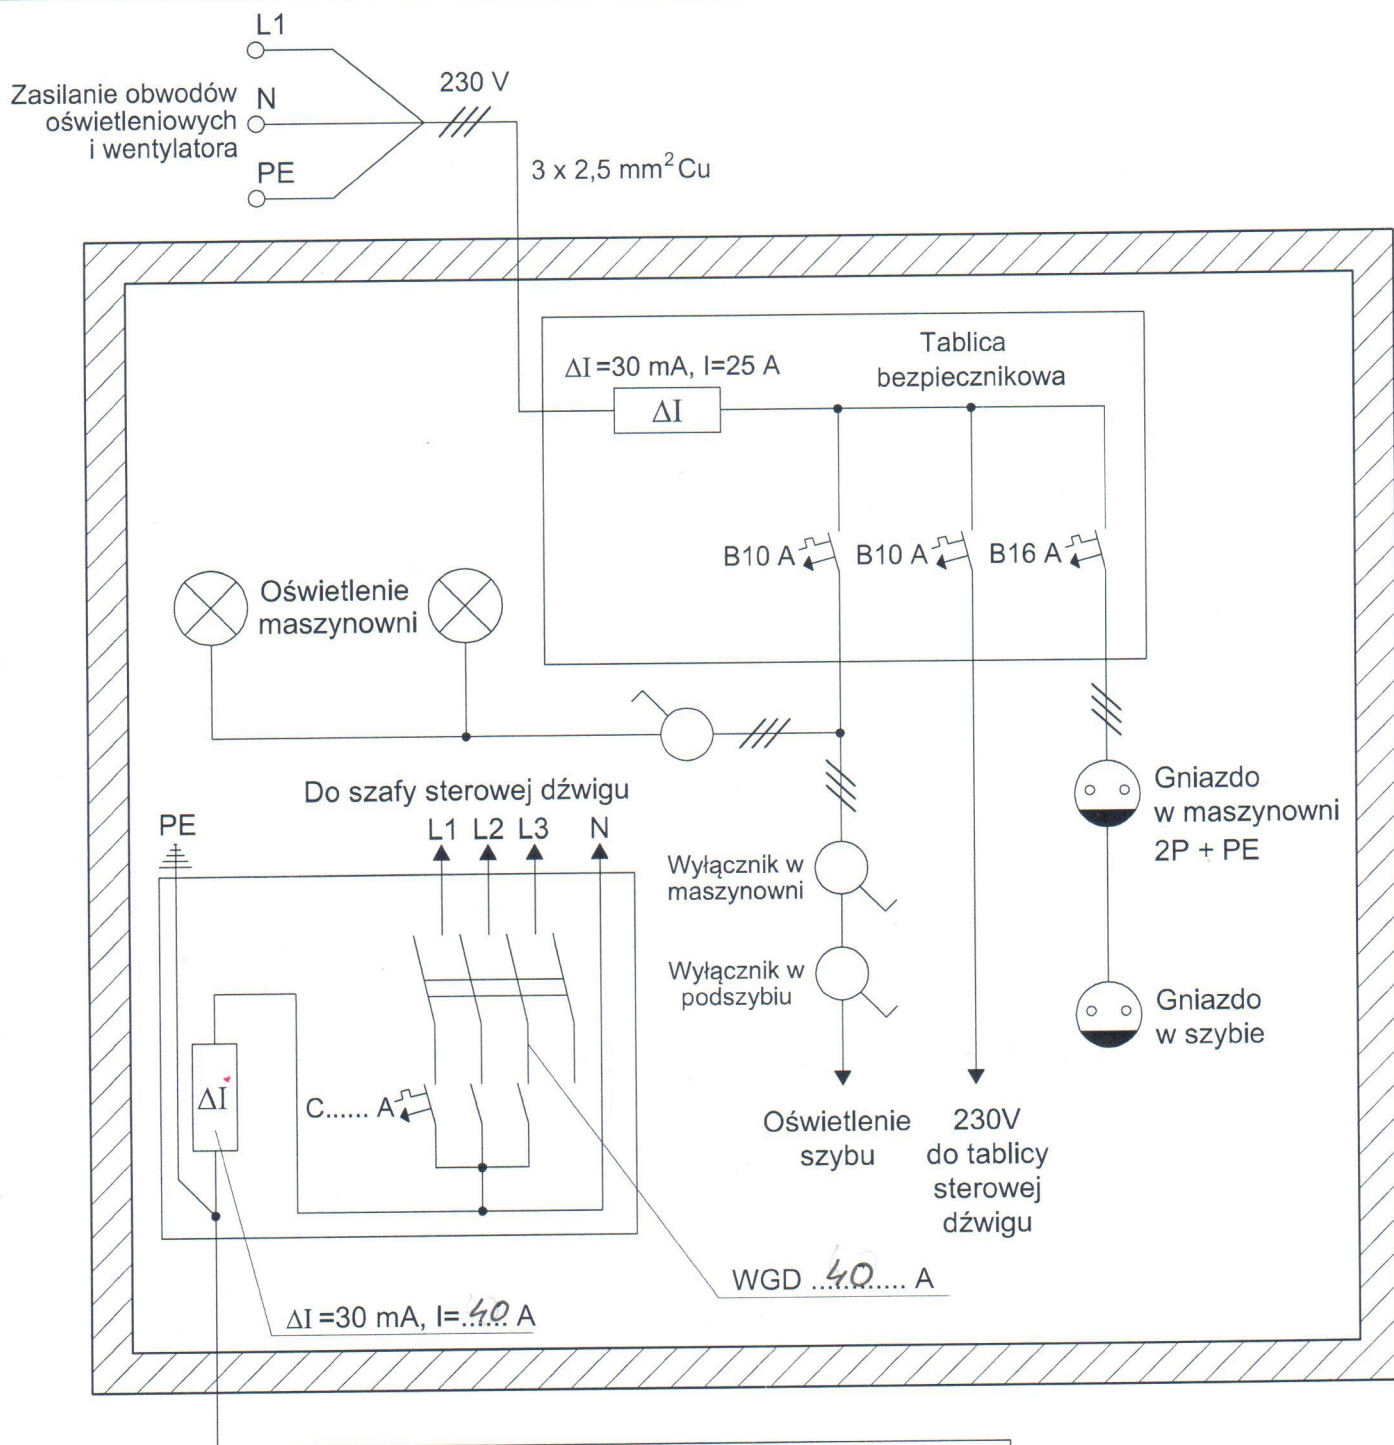 L1
Zasilanie obwodów
oświetleniowych
i wentylatora
N
PE
230 V
3 x 2,5 mm² Cu
ΔI =30 mA, I=25 A
Tablica
bezpiecznikowa
ΔI
B10 A
B10 A
B16 A
Oświetlenie
maszynowni
Do szafy sterowej dźwigu
PE
L1 L2 L3 N
Wyłącznik w
maszynowni
Wyłącznik w
podszybiu
Gniazdo
w maszynowni
2P + PE
Gniazdo
w szybie
ΔI
C...... A
Oświetlenie
szybu
230V
do tablicy
sterowej
dźwigu
WGD ...40...... A
ΔI =30 mA, I=..40.. A